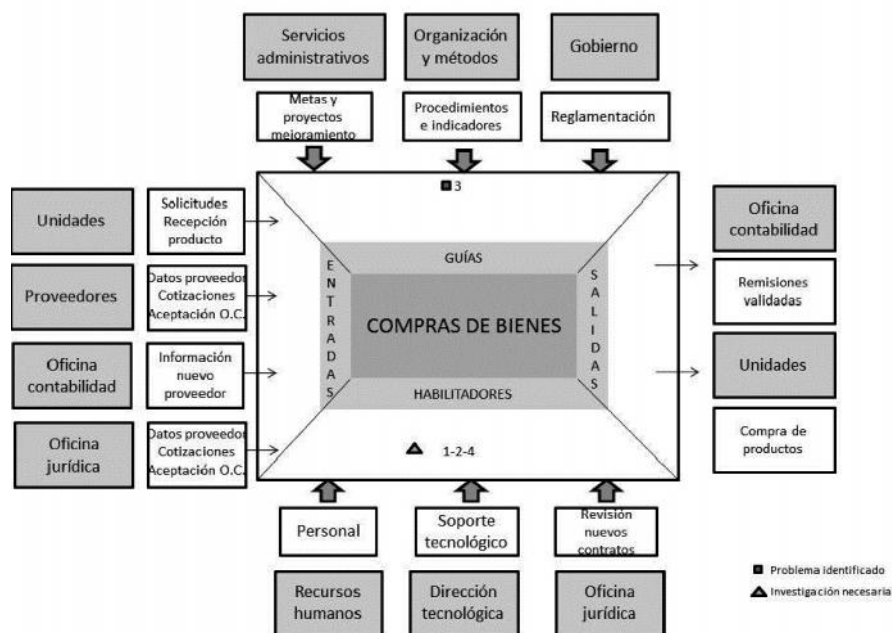 Servicios
administrativos
Organización
y métodos
Gobierno
Metas y
proyectos
mejoramiento
Procedimientos
e indicadores
Reglamentación
3
Unidades
Solicitudes
Recepción
producto
Proveedores
Datos proveedor
Cotizaciones
Aceptación O.C.
Oficina
contabilidad
Información
nuevo
proveedor
Oficina
jurídica
Datos proveedor
Cotizaciones
Aceptación O.C.
ENTRADAS
GUÍAS
COMPRAS DE BIENES
HABILITADORES
SALIDAS
1-2-4
Oficina
contabilidad
Remisiones
validadas
Unidades
Compra de
productos
Personal
Soporte
tecnológico
Revisión
nuevos
contratos
Recursos
humanos
Dirección
tecnológica
Oficina
jurídica
Problema identificado
Investigación necesaria